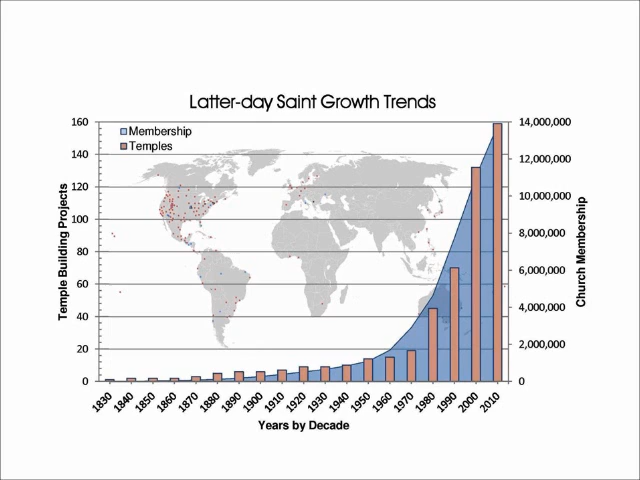 Latter-day Saint Growth Trends
160
140
120
100
80
60
40
20
0
Membership
Temples
14,000,000
12,000,000
10,000,000
8,000,000
6,000,000
4,000,000
2,000,000
0
Temple Building Projects
Church Membership
1830 1840 1850 1860 1870 1880 1890 1900 1910 1920 1930 1940 1950 1960 1970 1980 1990 2000 2010
Years by Decade